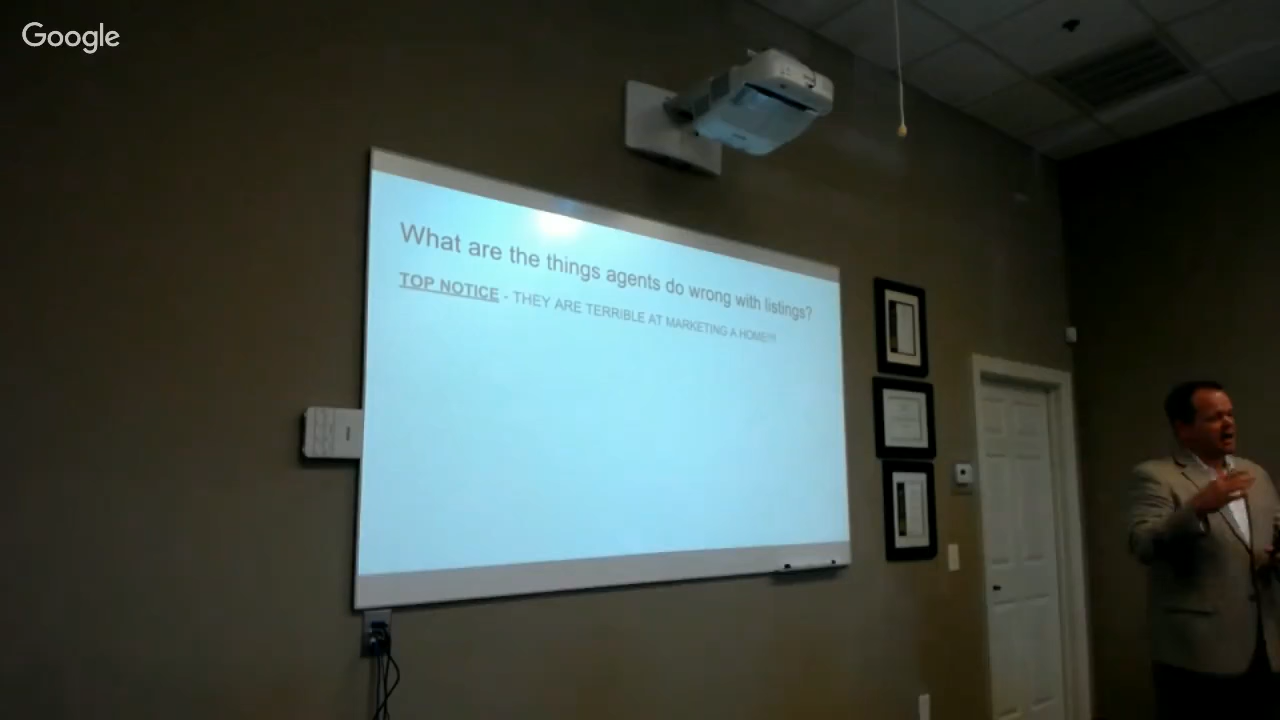 Google
What are the things agents do wrong with listings?
TOP NOTICE - THEY ARE TERRIBLE AT MARKETING A HOME!!!